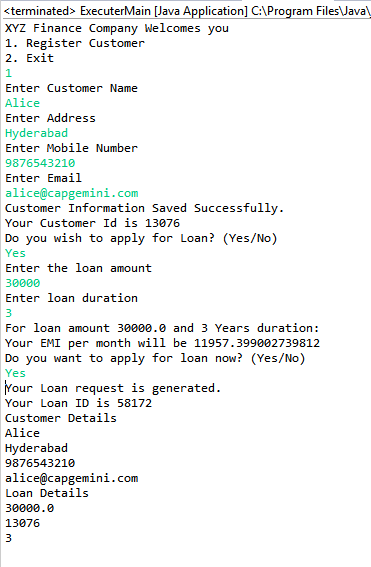 <terminated> ExecuterMain [Java Application] C:\Program Files\Java\
XYZ Finance Company Welcomes you
1. Register Customer
2. Exit
1
Enter Customer Name
Alice
Enter Address
Hyderabad
Enter Mobile Number
9876543210
Enter Email
alice@capgemini.com
Customer Information Saved Successfully.
Your Customer Id is 13076
Do you wish to apply for Loan? (Yes/No)
Yes
Enter the loan amount
30000
Enter loan duration
3
For loan amount 30000.0 and 3 Years duration:
Your EMI per month will be 11957.399002739812
Do you want to apply for loan now? (Yes/No)
Yes
Your Loan request is generated.
Your Loan ID is 58172
Customer Details
Alice
Hyderabad
9876543210
alice@capgemini.com
Loan Details
30000.0
13076
3